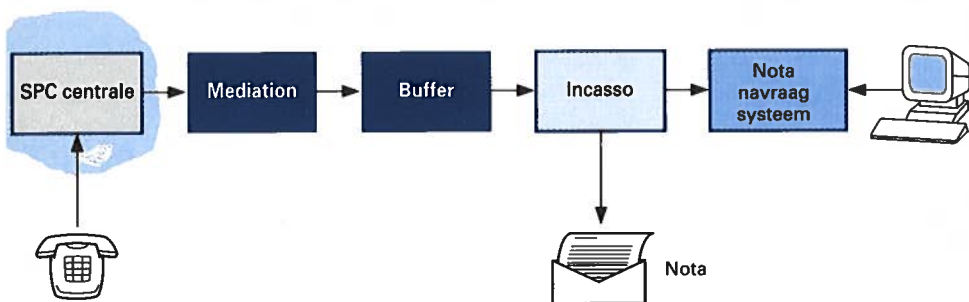 SPC centrale
Mediation
Buffer
Incasso
Nota
navraag
systeem
Nota